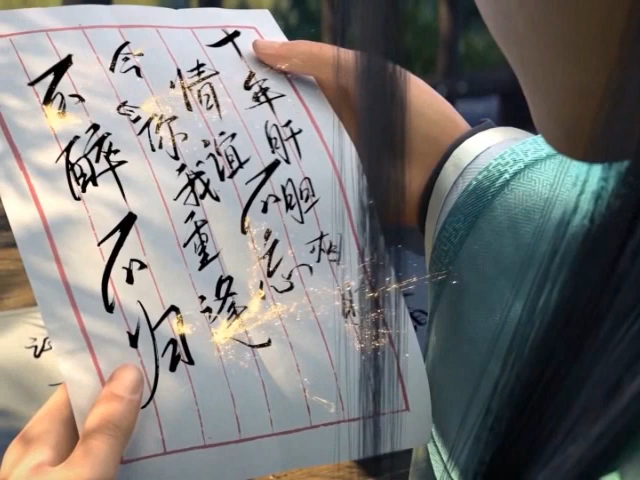 十年肝胆
情谊不忘
今你我重逢
不醉不归